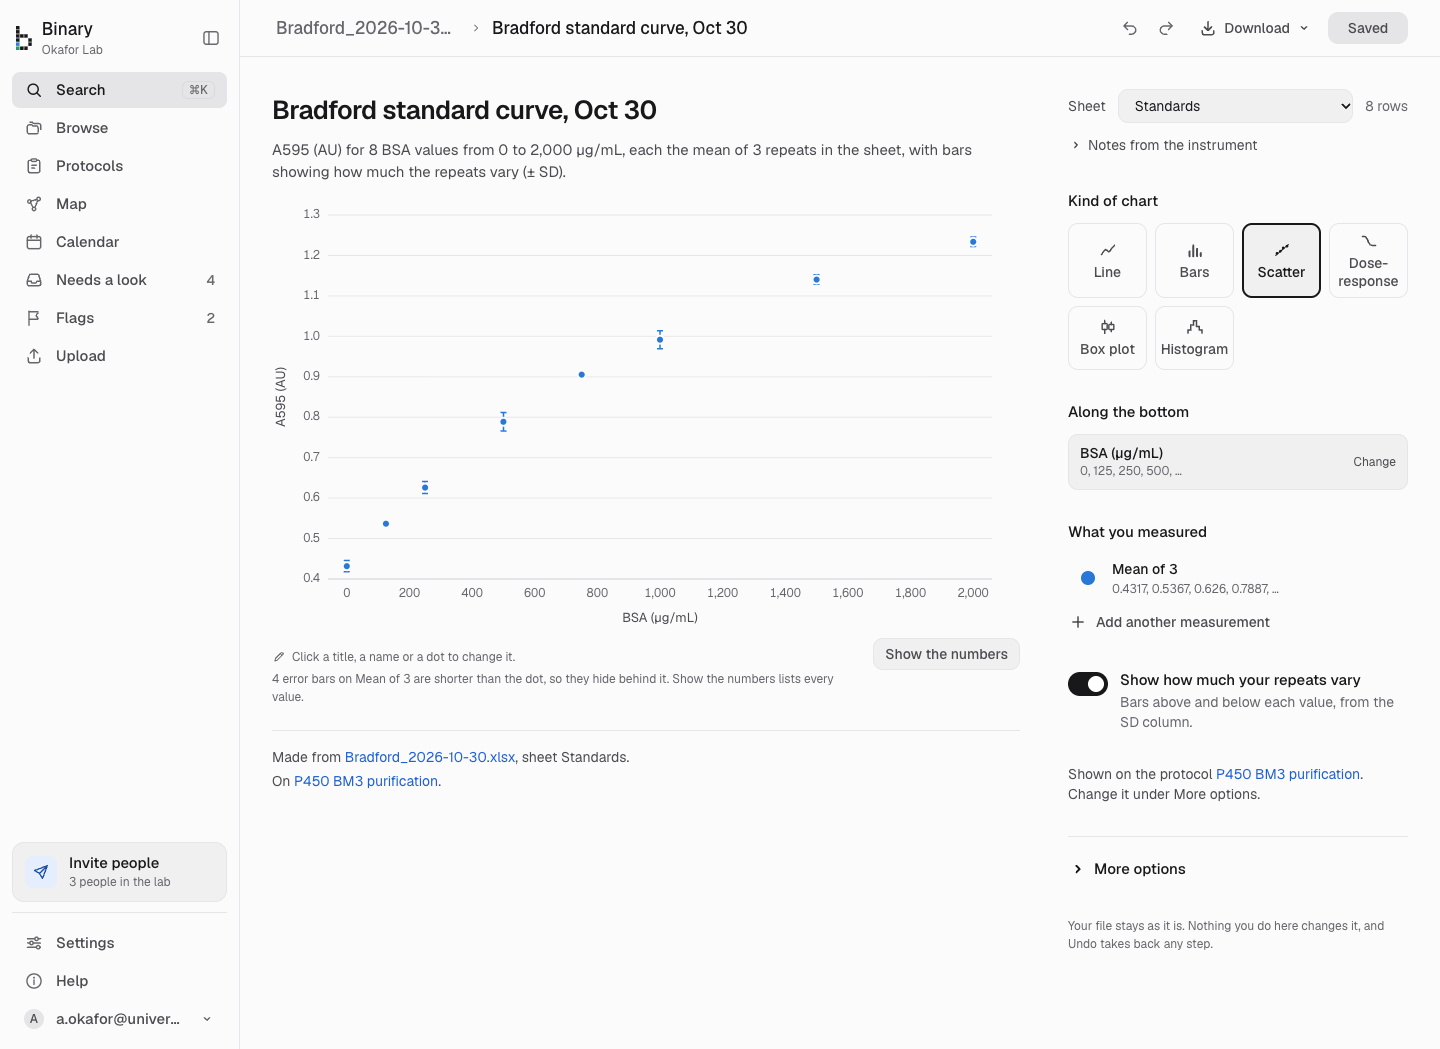 Binary
Okafor Lab
Search ⌘K
Browse
Protocols
Map
Calendar
Needs a look 4
Flags 2
Upload
Invite people
3 people in the lab
Settings
Help
A a.okafor@univer...
Bradford_2026-10-3... › Bradford standard curve, Oct 30
Download
Saved
Bradford standard curve, Oct 30
A595 (AU) for 8 BSA values from 0 to 2,000 µg/mL, each the mean of 3 repeats in the sheet, with bars
showing how much the repeats vary (± SD).
1.3
1.2
1.1
1.0
0.9
0.8
0.7
0.6
0.5
0.4
A595 (AU)
0 200 400 600 800 1,000 1,200 1,400 1,600 1,800 2,000
BSA (µg/mL)
Click a title, a name or a dot to change it.
4 error bars on Mean of 3 are shorter than the dot, so they hide behind it. Show the numbers lists every
value.
Show the numbers
Made from Bradford_2026-10-30.xlsx, sheet Standards.
On P450 BM3 purification.
Sheet Standards 8 rows
Notes from the instrument
Kind of chart
Line
Bars
Scatter
Dose-
response
Box plot
Histogram
Along the bottom
BSA (µg/mL)
0, 125, 250, 500, ...
Change
What you measured
Mean of 3
0.4317, 0.5367, 0.626, 0.7887, ...
Add another measurement
Show how much your repeats vary
Bars above and below each value, from the
SD column.
Shown on the protocol P450 BM3 purification.
Change it under More options.
More options
Your file stays as it is. Nothing you do here changes it, and
Undo takes back any step.